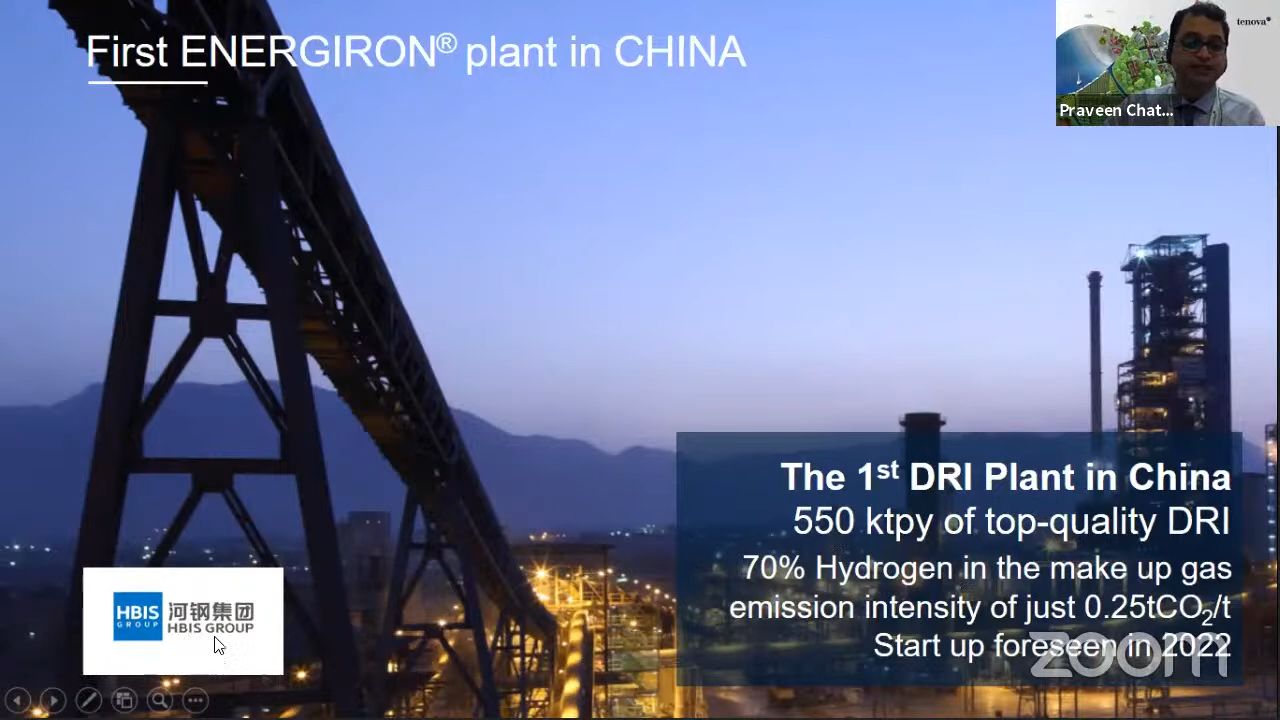 First ENERGIRON® plant in CHINA
tenova
Praveen Chat...
The 1st DRI Plant in China
550 ktpy of top-quality DRI
70% Hydrogen in the make up gas
emission intensity of just 0.25tCO2/t
Start up foreseen in 2022
HBIS
GROUP
河钢集团
HBIS GROUP
zoom